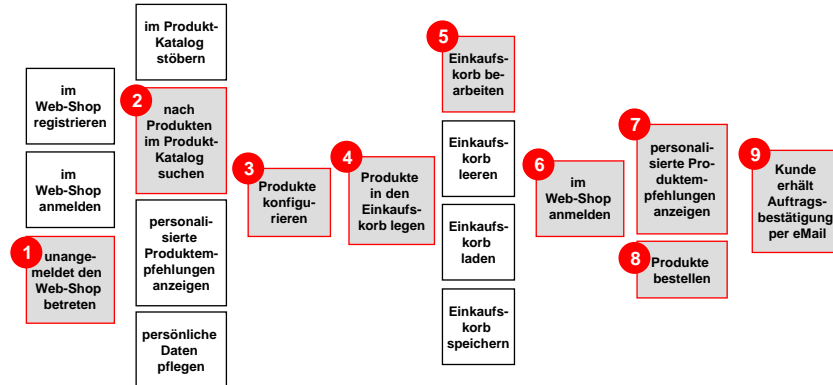 im
Web-Shop
registrieren
im
Web-Shop
anmelden
1
unange-
meldet den
Web-Shop
betreten
im Produkt-
Katalog
stöbern
2
nach
Produkten
im Produkt-
Katalog
suchen
personali-
sierte
Produktem-
pfehlungen
anzeigen
persönliche
Daten
pflegen
3
Produkte
konfigu-
rieren
4
Produkte
in den
Einkaufs-
korb legen
5
Einkaufs-
korb be-
arbeiten
Einkaufs-
korb
leeren
Einkaufs-
korb
laden
Einkaufs-
korb
speichern
6
im
Web-Shop
anmelden
7
personali-
sierte Pro-
duktem-
pfehlungen
anzeigen
8
Produkte
bestellen
9
Kunde
erhält
Auftrags-
bestätigung
per eMail